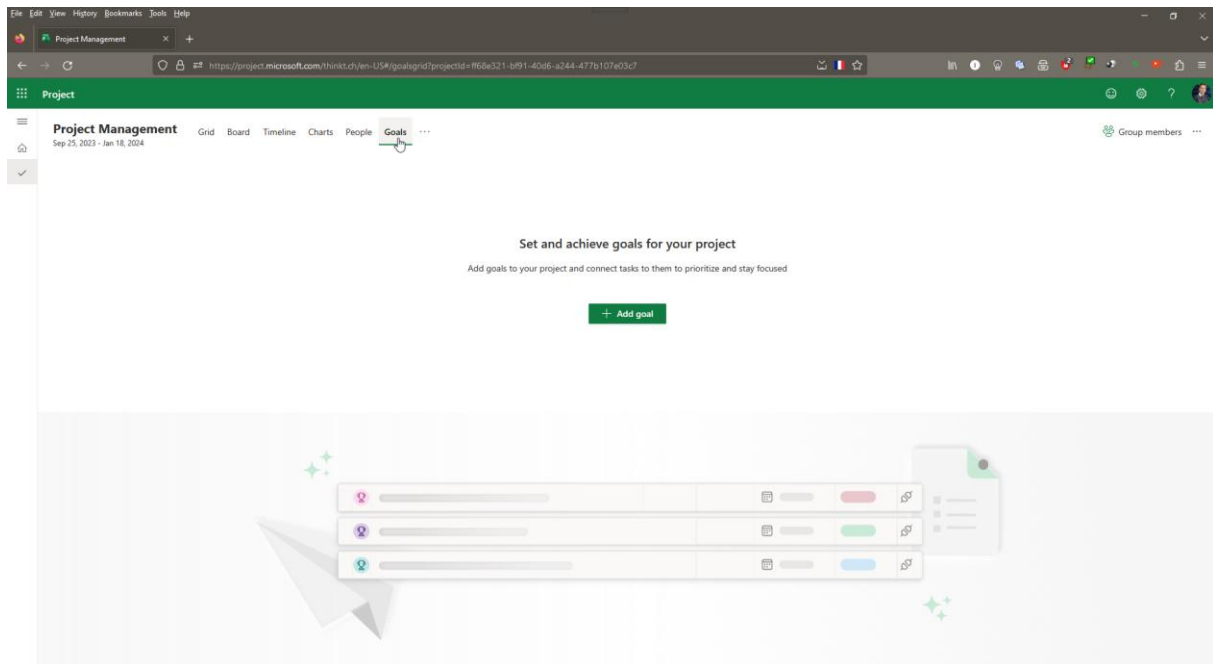 File Edit View History Bookmarks Tools Help
Project Management × +
https://project.microsoft.com/thinkt.ch/en-US#/goalsgrid?projectId=ff68e321-bf91-40d6-a244-477b107e03c7
Project
Project Management Grid Board Timeline Charts People Goals ··· Group members ···
Sep 25, 2023 - Jan 18, 2024
Set and achieve goals for your project
Add goals to your project and connect tasks to them to prioritize and stay focused
+ Add goal